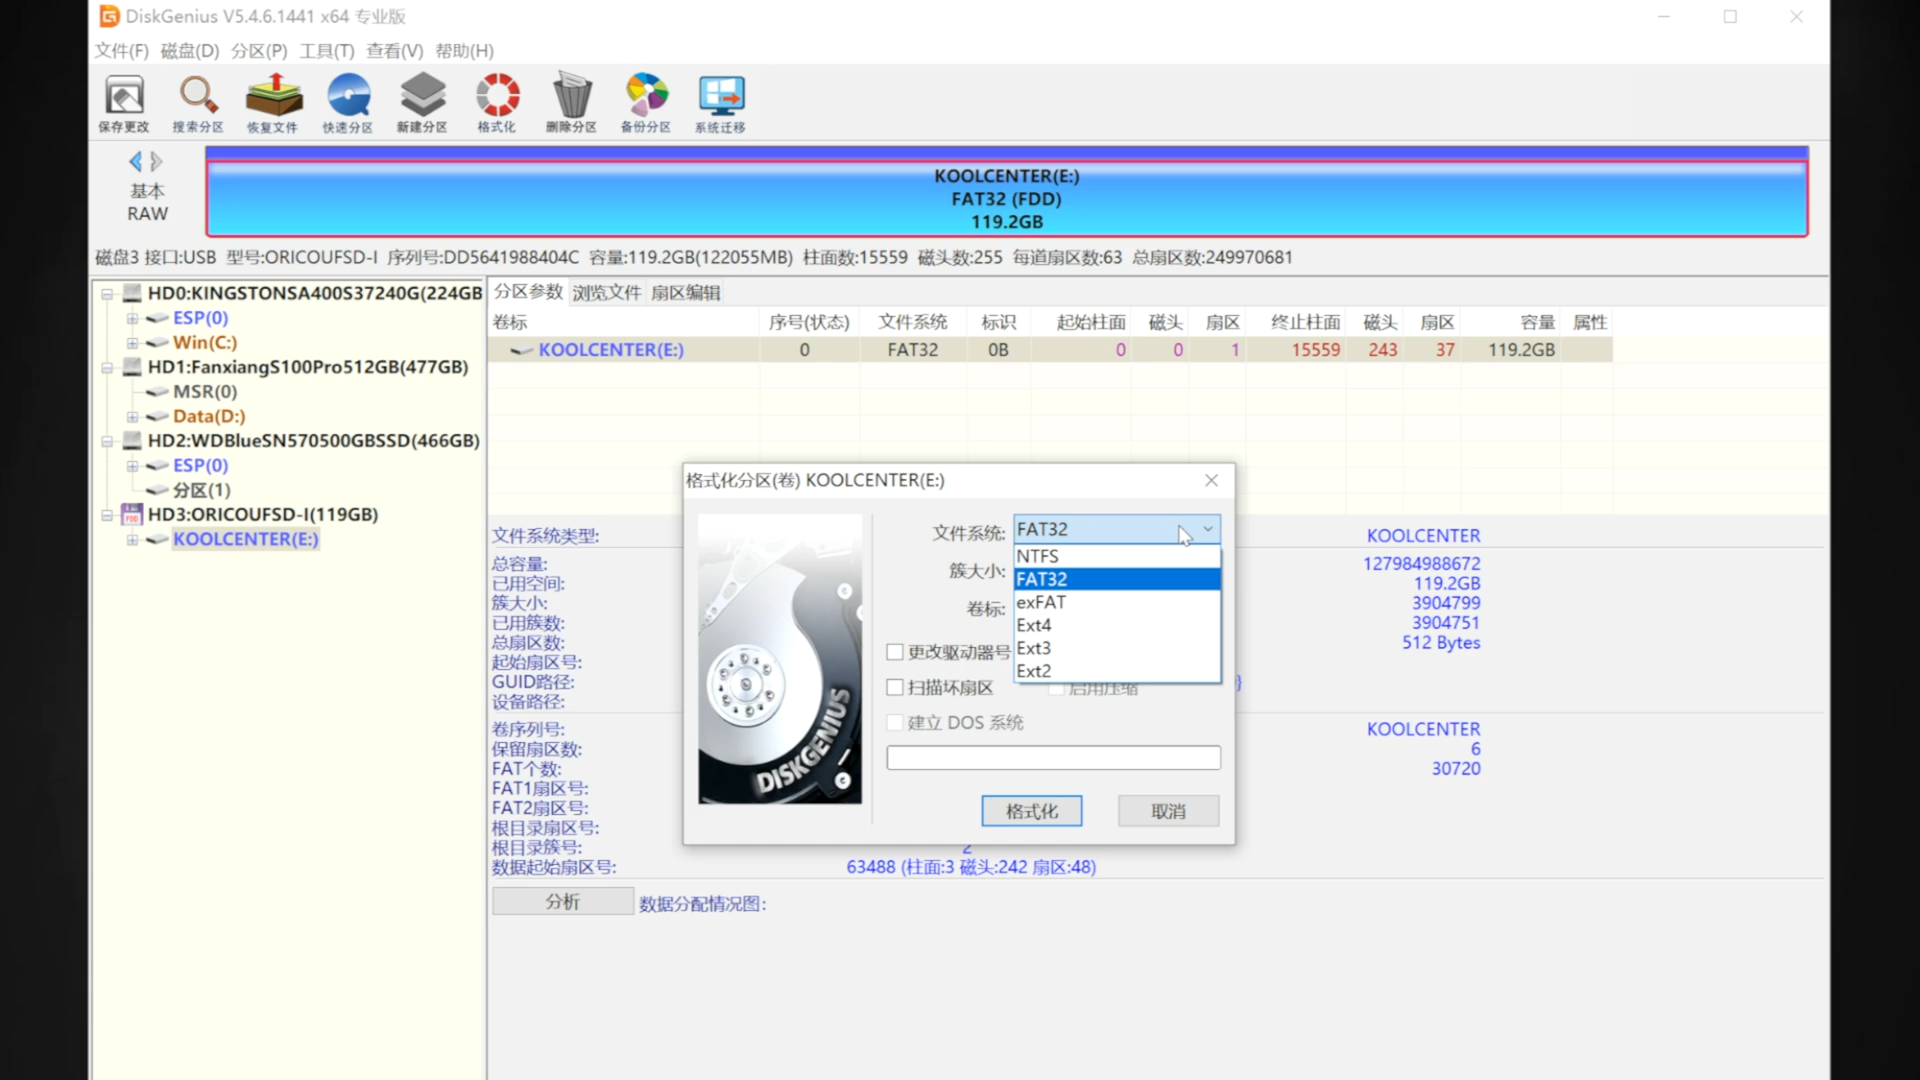 DiskGenius V5.4.6.1441 x64 专业版
文件(F) 磁盘(D) 分区(P) 工具(T) 查看(V) 帮助(H)
保存更改 搜索分区 恢复文件 快速分区 新建分区 格式化 删除分区 备份分区 系统迁移
基本
RAW
KOOLCENTER(E:)
FAT32 (FDD)
119.2GB
磁盘3 接口:USB 型号:ORICOUFSD-I 序列号:DD5641988404C 容量:119.2GB(122055MB) 柱面数:15559 磁头数:255 每道扇区数:63 总扇区数:249970681
HD0:KINGSTONSA400S37240G(224GB
ESP(0)
Win(C:)
HD1:FanxiangS100Pro512GB(477GB)
MSR(0)
Data(D:)
HD2:WDBlueSN570500GBSSD(466GB)
ESP(0)
分区(1)
HD3:ORICOUFSD-I(119GB)
KOOLCENTER(E:)
分区参数 浏览文件 扇区编辑
卷标 序号(状态) 文件系统 标识 起始柱面 磁头 扇区 终止柱面 磁头 扇区 容量 属性
KOOLCENTER(E:) 0 FAT32 0B 0 0 1 15559 243 37 119.2GB
文件系统类型: KOOLCENTER
总容量: 127984988672
已用空间: 119.2GB
簇大小: 3904799
已用簇数: 3904751
总扇区数: 512 Bytes
起始扇区号:
GUID路径:
设备路径:
卷序列号: KOOLCENTER
保留扇区数: 6
FAT个数: 30720
FAT1扇区号:
FAT2扇区号:
根目录扇区号:
根目录簇号: 2
数据起始扇区号: 63488 (柱面:3 磁头:242 扇区:48)
分析 数据分配情况图:
格式化分区(卷) KOOLCENTER(E:)
DISKGENIUS
文件系统: FAT32
NTFS
FAT32
exFAT
Ext4
Ext3
Ext2
簇大小:
卷标:
更改驱动器号
扫描坏扇区 启用压缩
建立 DOS 系统
格式化 取消